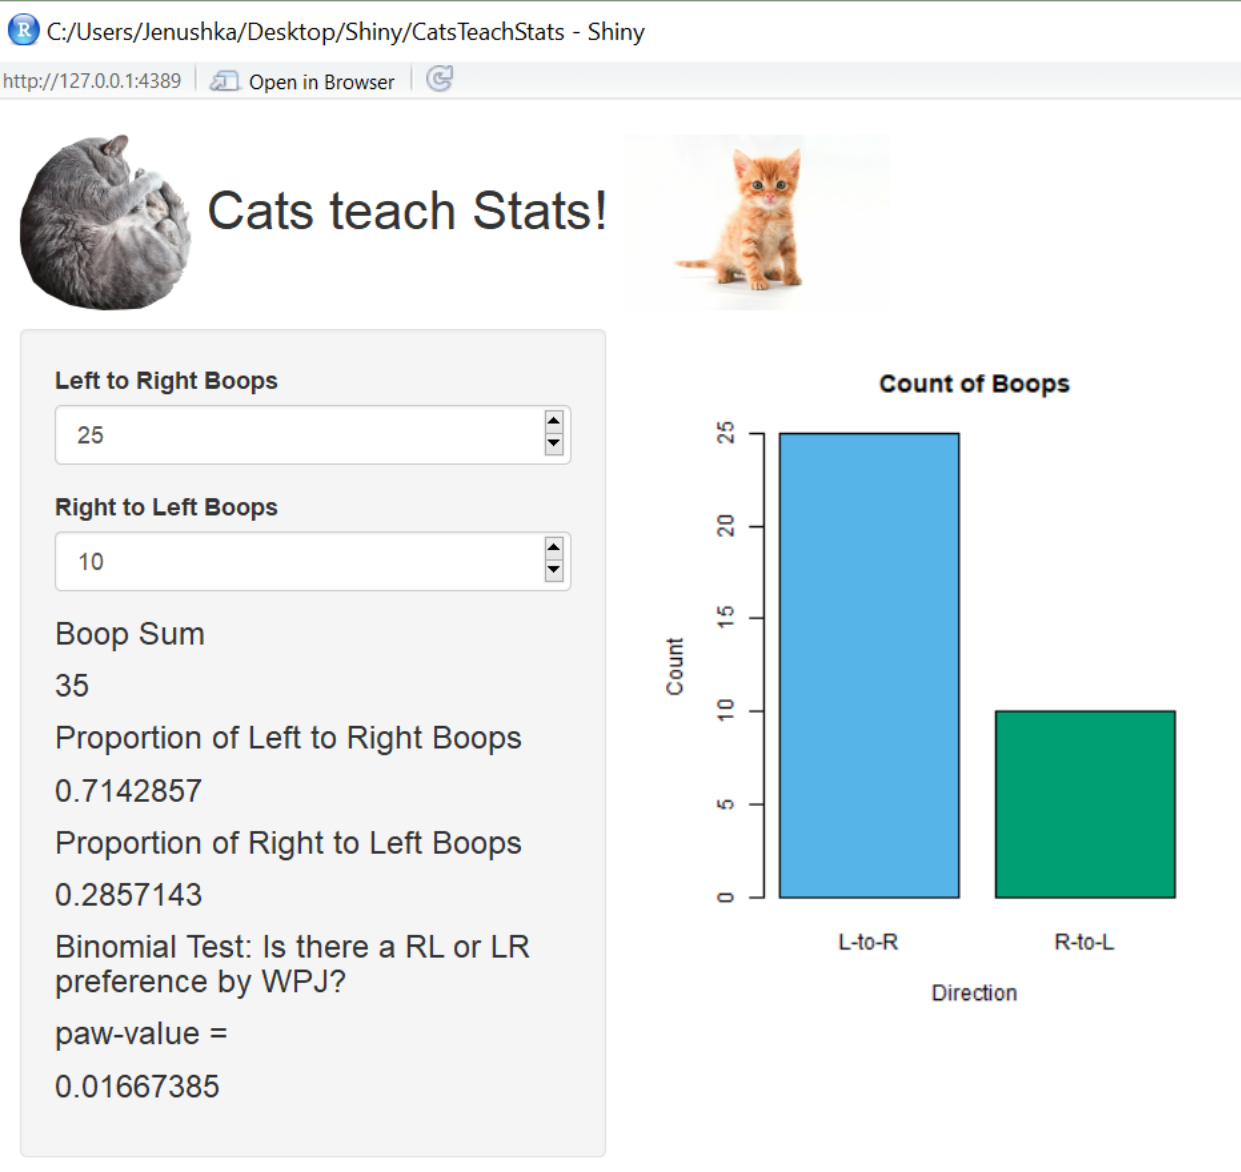 R C:/Users/Jenushka/Desktop/Shiny/CatsTeachStats - Shiny
http://127.0.0.1:4389 Open in Browser
Cats teach Stats!
Left to Right Boops
25
Right to Left Boops
10
Boop Sum
35
Proportion of Left to Right Boops
0.7142857
Proportion of Right to Left Boops
0.2857143
Binomial Test: Is there a RL or LR
preference by WPJ?
paw-value =
0.01667385
Count of Boops
Count
25
20
15
10
5
0
L-to-R R-to-L
Direction